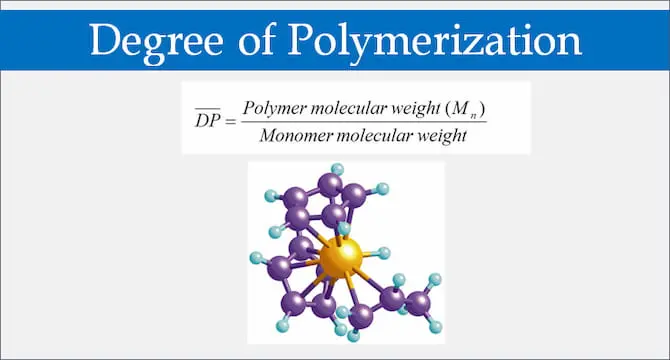 Degree of Polymerization
DP = Polymer molecular weight (Mn)
Monomer molecular weight